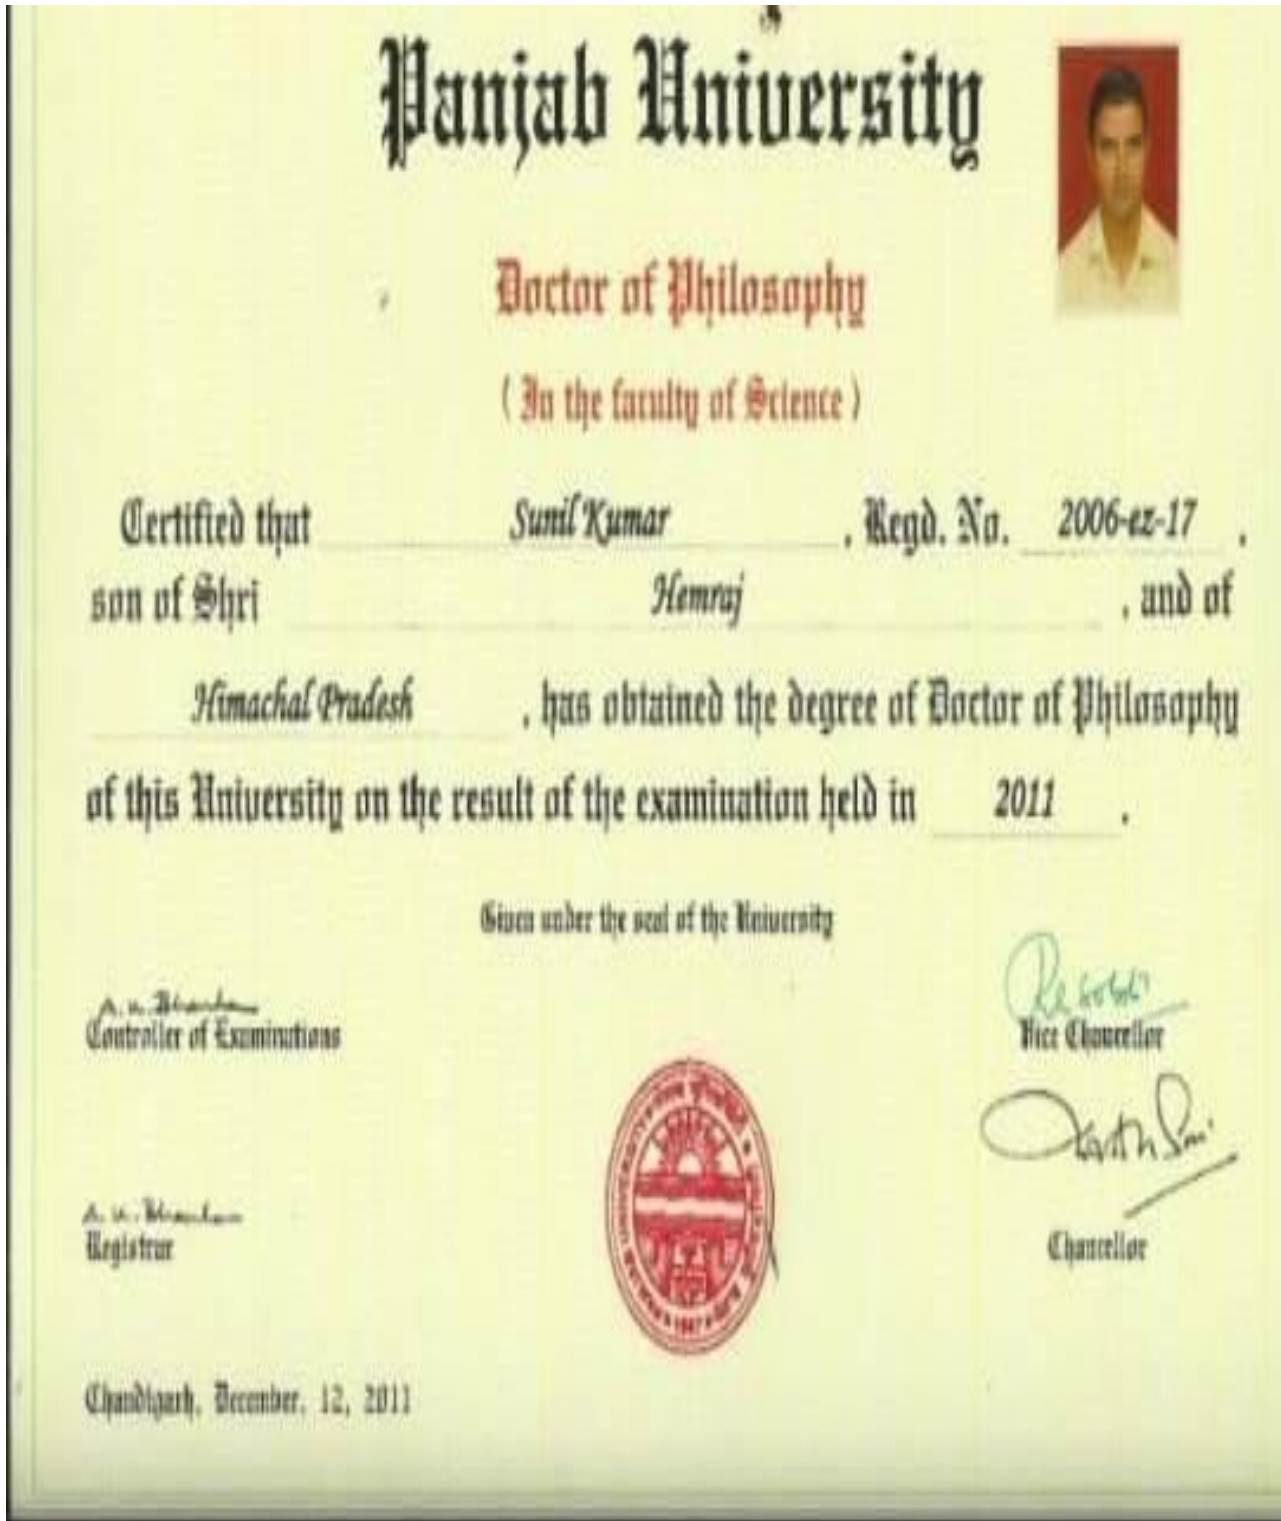 Panjab University
Doctor of Philosophy
( In the faculty of Science )
Certified that Sunil Kumar , Regd. No. 2006-ez-17 ,
son of Shri Hemraj , and of
Himachal Pradesh , has obtained the degree of Doctor of Philosophy
of this University on the result of the examination held in 2011 .
Given under the seal of the University
Controller of Examinations
Vice Chancellor
Registrar
Chancellor
Chandigarh, December, 12, 2011